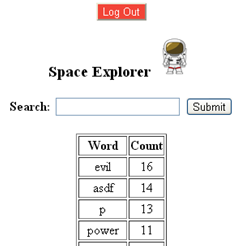 Log Out
Space Explorer
Search: Submit
Word Count
evil 16
asdf 14
p 13
power 11